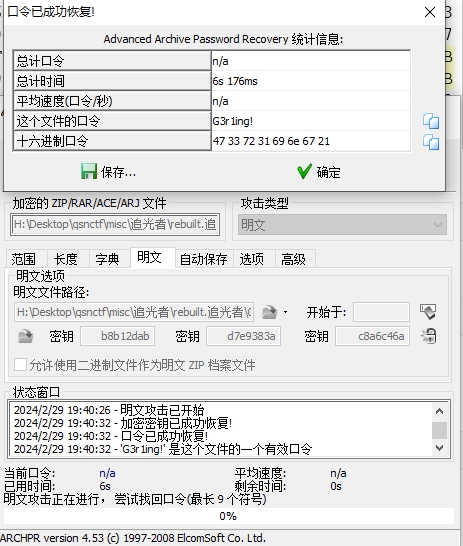 口令已成功恢复!
Advanced Archive Password Recovery 统计信息:
总计口令 n/a
总计时间 6s 176ms
平均速度(口令/秒) n/a
这个文件的口令 G3r1ing!
十六进制口令 47 33 72 31 69 6e 67 21
保存... 确定
加密的 ZIP/RAR/ACE/ARJ 文件 攻击类型
H:\Desktop\qsnctf\misc\追光者\rebuilt.追 明文
范围 长度 字典 明文 自动保存 选项 高级
明文选项
明文文件路径:
H:\Desktop\qsnctf\misc\追光者\rebuilt.追光者\ 开始于:
密钥 b8b12dab 密钥 d7e9383a 密钥 c8a6c46a
允许使用二进制文件作为明文 ZIP 档案文件
状态窗口
2024/2/29 19:40:26 - 明文攻击已开始
2024/2/29 19:40:32 - 加密密钥已成功恢复!
2024/2/29 19:40:32 - 口令已成功恢复!
2024/2/29 19:40:32 - 'G3r1ing!' 是这个文件的一个有效口令
当前口令: n/a 平均速度: n/a
已用时间: 6s 剩余时间: 0s
明文攻击正在进行，尝试找回口令(最长 9 个符号)
0%
ARCHPR version 4.53 (c) 1997-2008 ElcomSoft Co. Ltd.